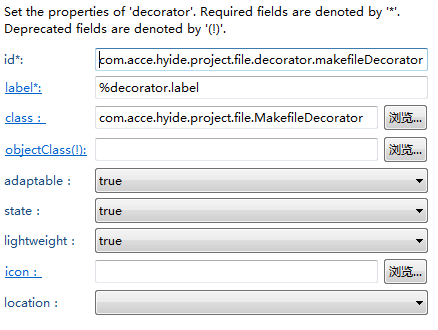 Set the properties of 'decorator'. Required fields are denoted by '*'.
Deprecated fields are denoted by '(!)'.
id*: com.acce.hyide.project.file.decorator.makefileDecorator
label*: %decorator.label
class： com.acce.hyide.project.file.MakefileDecorator 浏览...
objectClass(!): 浏览...
adaptable： true
state： true
lightweight： true
icon： 浏览...
location：